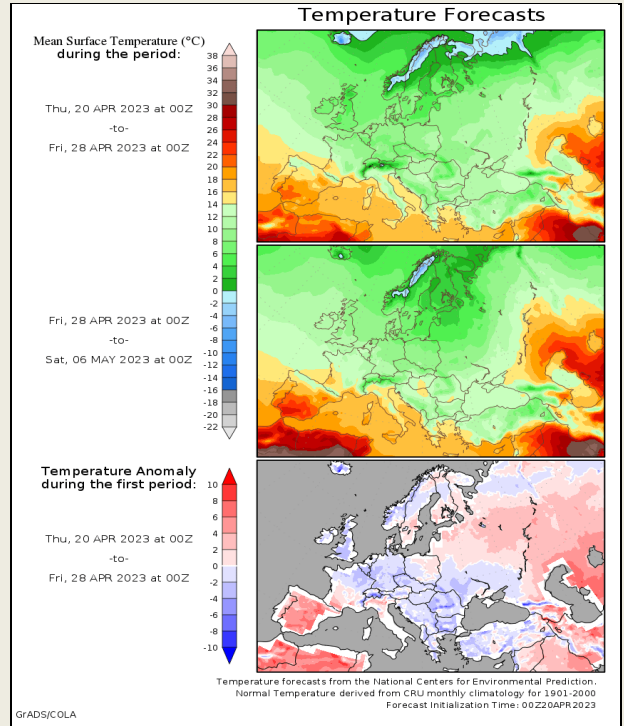 Temperature Forecasts
Mean Surface Temperature (°C)
during the period:
Thu, 20 APR 2023 at 00Z
-to-
Fri, 28 APR 2023 at 00Z
38
36
34
32
30
28
26
24
22
20
18
16
14
12
10
8
6
4
2
0
-2
-4
-6
-8
-10
-12
-14
-16
-18
-20
-22
Fri, 28 APR 2023 at 00Z
-to-
Sat, 06 MAY 2023 at 00Z
Temperature Anomaly
during the first period:
Thu, 20 APR 2023 at 00Z
-to-
Fri, 28 APR 2023 at 00Z
10
8
6
4
2
0
-2
-4
-6
-8
-10
Temperature forecasts from the National Centers for Environmental Prediction.
Normal Temperature derived from CRU monthly climatology for 1901-2000
Forecast Initialization Time: 00Z20APR2023
GrADS/COLA